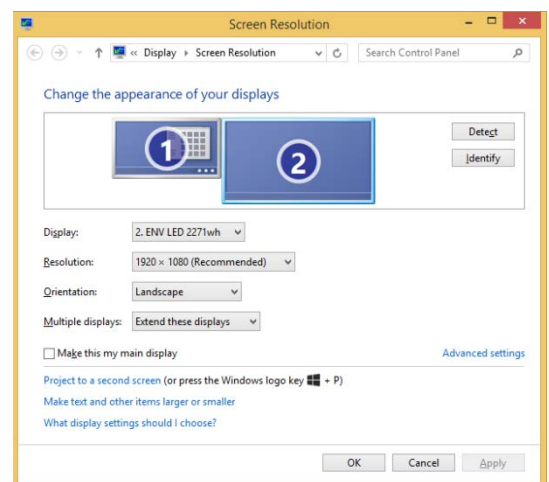 Screen Resolution
« Display Screen Resolution
Search Control Panel
Change the appearance of your displays
1
2
Detect
Identify
Display: 2. ENV LED 2271wh
Resolution: 1920 × 1080 (Recommended)
Orientation: Landscape
Multiple displays: Extend these displays
Make this my main display
Advanced settings
Project to a second screen (or press the Windows logo key + P)
Make text and other items larger or smaller
What display settings should I choose?
OK Cancel Apply